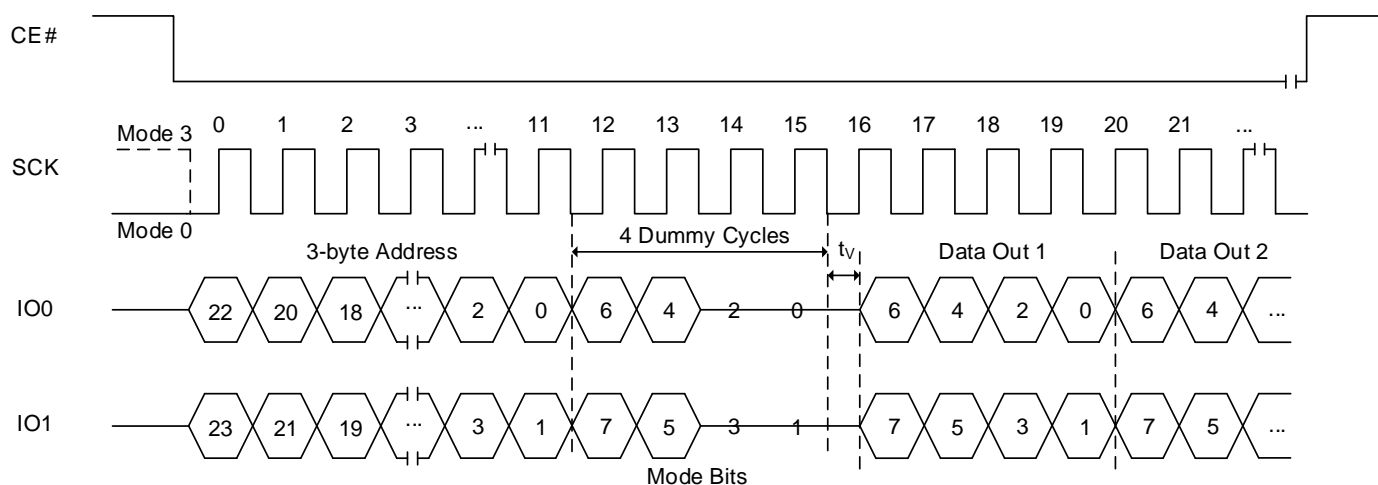 CE#
Mode 3 0 1 2 3 ... 11 12 13 14 15 16 17 18 19 20 21 ...
SCK
Mode 0
3-byte Address 4 Dummy Cycles tV Data Out 1 Data Out 2
IO0 22 20 18 ... 2 0 6 4 2 0 6 4 2 0 6 4 ...
IO1 23 21 19 ... 3 1 7 5 3 1 7 5 3 1 7 5 ...
Mode Bits